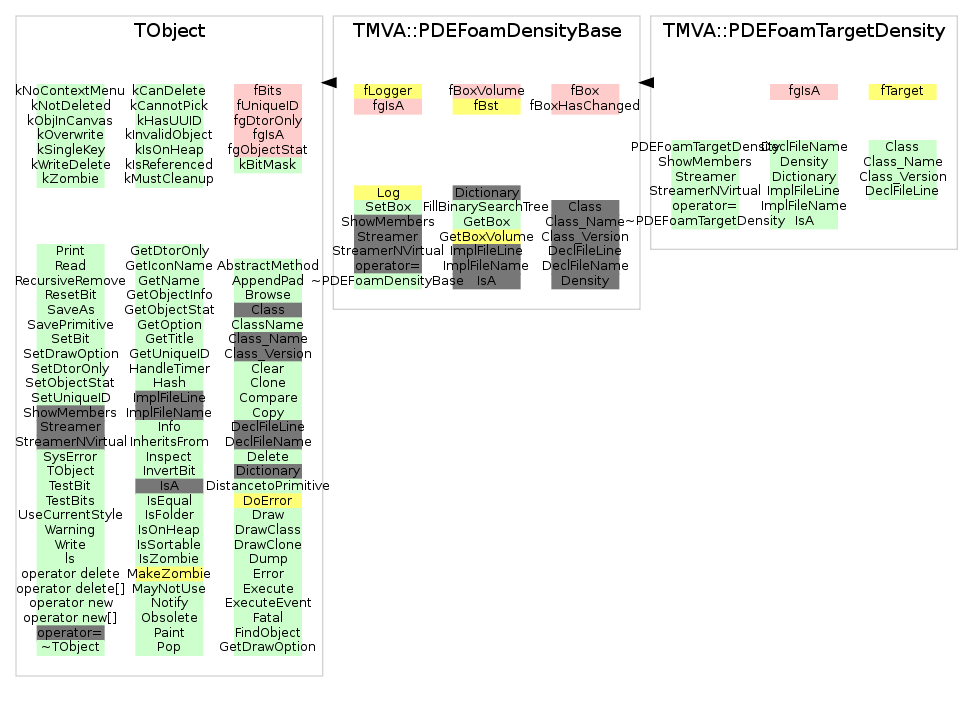 TObject
kNoContextMenu
kNotDeleted
kObjInCanvas
kOverwrite
kSingleKey
kWriteDelete
kZombie
kCanDelete
kCannotPick
kHasUUID
kInvalidObject
kIsOnHeap
kIsReferenced
kMustCleanup
fBits
fUniqueID
fgDtorOnly
fgIsA
fgObjectStat
kBitMask
Print
Read
RecursiveRemove
ResetBit
SaveAs
SavePrimitive
SetBit
SetDrawOption
SetDtorOnly
SetObjectStat
SetUniqueID
ShowMembers
Streamer
StreamerNVirtual
SysError
TObject
TestBit
TestBits
UseCurrentStyle
Warning
Write
ls
operator delete
operator delete[]
operator new
operator new[]
operator=
~TObject
GetDtorOnly
GetIconName
GetName
GetObjectInfo
GetObjectStat
GetOption
GetTitle
GetUniqueID
HandleTimer
Hash
ImplFileLine
ImplFileName
Info
InheritsFrom
Inspect
InvertBit
IsA
IsEqual
IsFolder
IsOnHeap
IsSortable
IsZombie
MakeZombie
MayNotUse
Notify
Obsolete
Paint
Pop
AbstractMethod
AppendPad
Browse
Class
ClassName
Class_Name
Class_Version
Clear
Clone
Compare
Copy
DeclFileLine
DeclFileName
Delete
Dictionary
DistancetoPrimitive
DoError
Draw
DrawClass
DrawClone
Dump
Error
Execute
ExecuteEvent
Fatal
FindObject
GetDrawOption
TMVA::PDEFoamDensityBase
fLogger
fgIsA
fBoxVolume
fBst
fBox
fBoxHasChanged
Log
SetBox
ShowMembers
Streamer
StreamerNVirtual
operator=
~PDEFoamDensityBase
Dictionary
FillBinarySearchTree
GetBox
GetBoxVolume
ImplFileLine
ImplFileName
IsA
Class
Class_Name
Class_Version
DeclFileLine
DeclFileName
Density
TMVA::PDEFoamTargetDensity
fgIsA
fTarget
PDEFoamTargetDensity
ShowMembers
Streamer
StreamerNVirtual
operator=
~PDEFoamTargetDensity
DeclFileName
Density
Dictionary
ImplFileLine
ImplFileName
IsA
Class
Class_Name
Class_Version
DeclFileLine